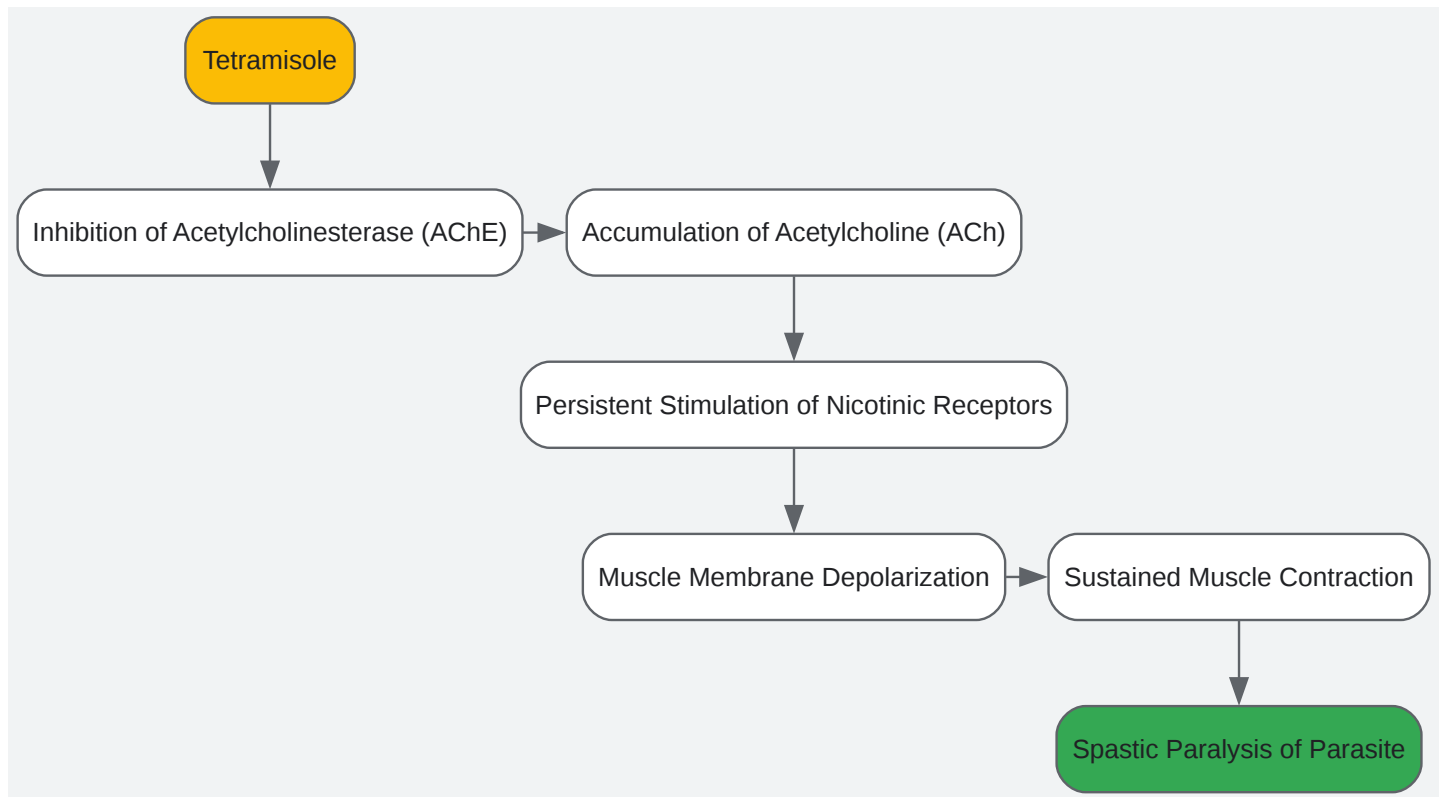 Tetramisole
Inhibition of Acetylcholinesterase (AChE)
Accumulation of Acetylcholine (ACh)
Persistent Stimulation of Nicotinic Receptors
Muscle Membrane Depolarization
Sustained Muscle Contraction
Spastic Paralysis of Parasite